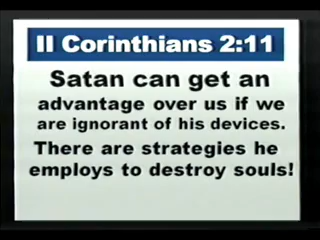 II Corinthians 2:11
Satan can get an
advantage over us if we
are ignorant of his devices.
There are strategies he
employs to destroy souls!